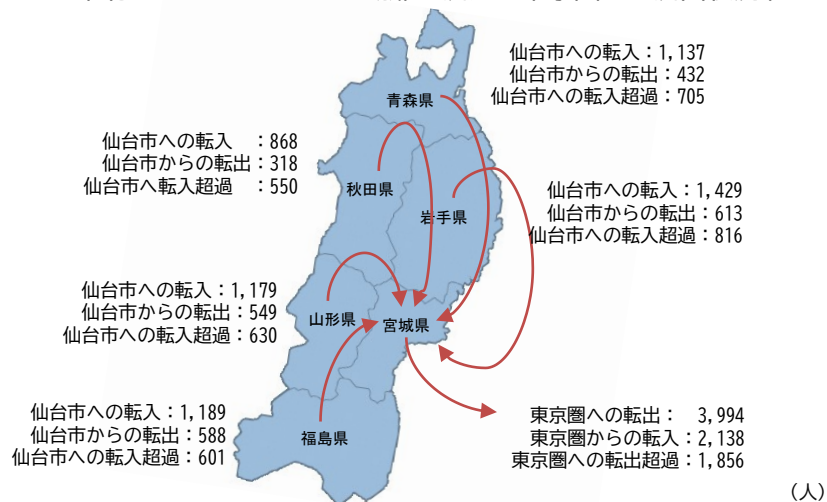 仙台市への転入：1,137
仙台市からの転出：432
仙台市への転入超過：705
青森県
仙台市への転入　：868
仙台市からの転出：318
仙台市へ転入超過　：550
秋田県
仙台市への転入：1,429
仙台市からの転出：613
仙台市への転入超過：816
岩手県
仙台市への転入：1,179
仙台市からの転出：549
仙台市への転入超過：630
山形県
宮城県
仙台市への転入：1,189
仙台市からの転出：588
仙台市への転入超過：601
福島県
東京圏への転出：　3,994
東京圏からの転入：2,138
東京圏への転出超過：1,856
（人）